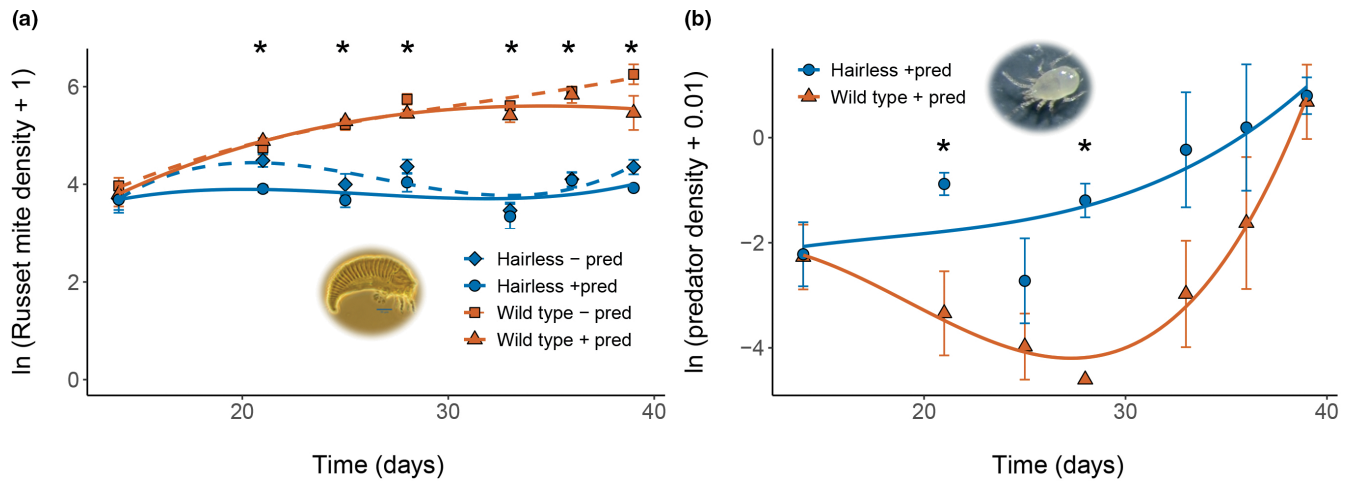 (a)
ln (Russet mite density + 1)
6
4
2
0
* * * * * *
Hairless − pred
Hairless +pred
Wild type − pred
Wild type + pred
20 30 40
Time (days)
(b)
ln (predator density + 0.01)
0
−2
−4
Hairless +pred
Wild type + pred
* *
20 30 40
Time (days)